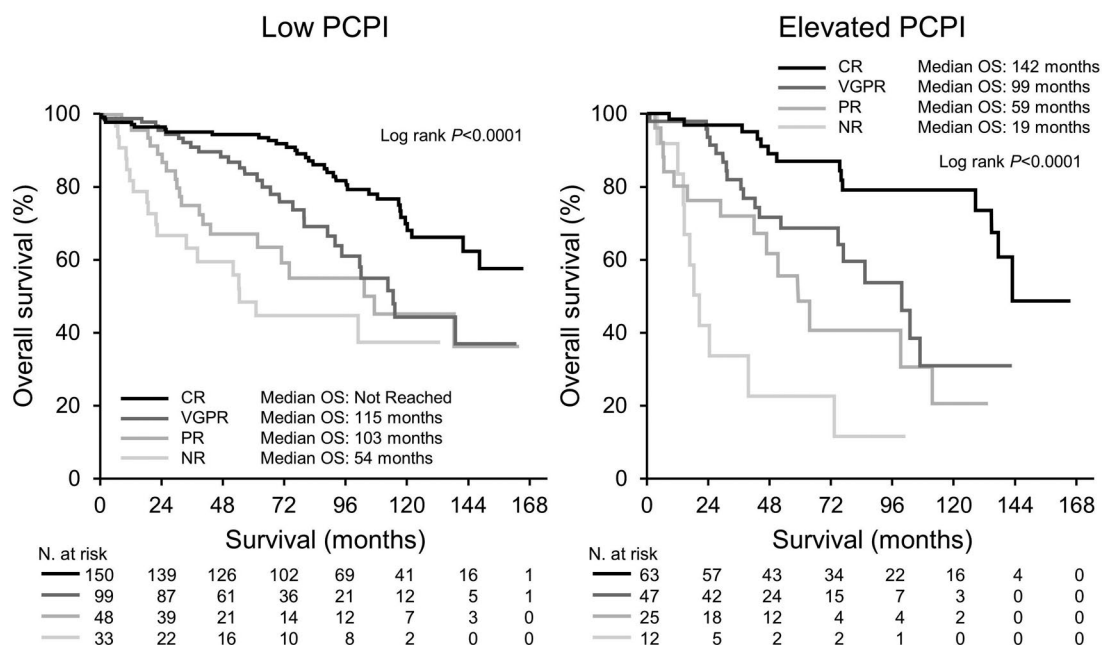 Low PCPI
Overall survival (%)
100
80
60
40
20
0
Log rank P<0.0001
CR Median OS: Not Reached
VGPR Median OS: 115 months
PR Median OS: 103 months
NR Median OS: 54 months
0 24 48 72 96 120 144 168
Survival (months)
N. at risk
150 139 126 102 69 41 16 1
99 87 61 36 21 12 5 1
48 39 21 14 12 7 3 0
33 22 16 10 8 2 0 0
Elevated PCPI
CR Median OS: 142 months
VGPR Median OS: 99 months
PR Median OS: 59 months
NR Median OS: 19 months
Log rank P<0.0001
Overall survival (%)
100
80
60
40
20
0
0 24 48 72 96 120 144 168
Survival (months)
N. at risk
63 57 43 34 22 16 4 0
47 42 24 15 7 3 0 0
25 18 12 4 4 2 0 0
12 5 2 2 1 0 0 0